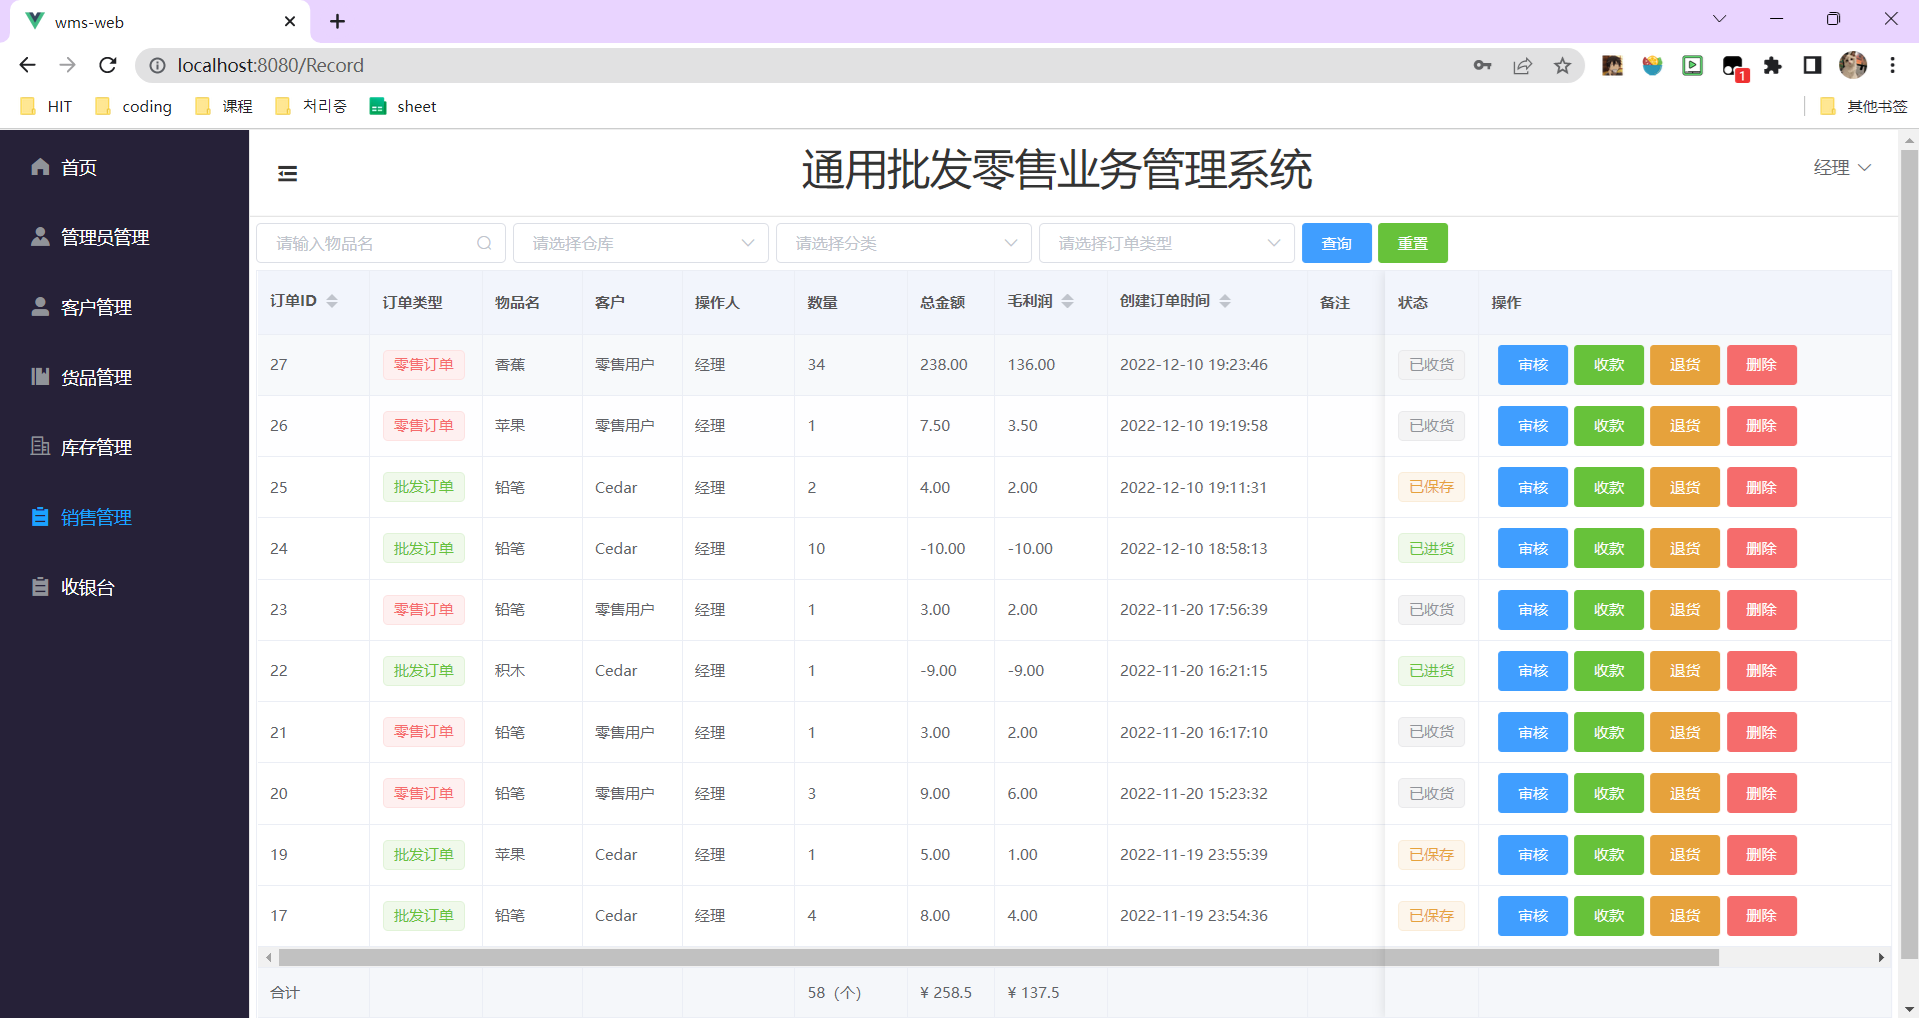 wms-web
localhost:8080/Record
1
HIT
coding
课程
처리중
sheet
其他书签
首页
管理员管理
客户管理
货品管理
库存管理
销售管理
收银台
通用批发零售业务管理系统
经理
请输入物品名 请选择仓库 请选择分类 请选择订单类型 查询 重置
订单ID 订单类型 物品名 客户 操作人 数量 总金额 毛利润 创建订单时间 备注 状态 操作
27 零售订单 香蕉 零售用户 经理 34 238.00 136.00 2022-12-10 19:23:46 已收货 审核 收款 退货 删除
26 零售订单 苹果 零售用户 经理 1 7.50 3.50 2022-12-10 19:19:58 已收货 审核 收款 退货 删除
25 批发订单 铅笔 Cedar 经理 2 4.00 2.00 2022-12-10 19:11:31 已保存 审核 收款 退货 删除
24 批发订单 铅笔 Cedar 经理 10 -10.00 -10.00 2022-12-10 18:58:13 已进货 审核 收款 退货 删除
23 零售订单 铅笔 零售用户 经理 1 3.00 2.00 2022-11-20 17:56:39 已收货 审核 收款 退货 删除
22 批发订单 积木 Cedar 经理 1 -9.00 -9.00 2022-11-20 16:21:15 已进货 审核 收款 退货 删除
21 零售订单 铅笔 零售用户 经理 1 3.00 2.00 2022-11-20 16:17:10 已收货 审核 收款 退货 删除
20 零售订单 铅笔 零售用户 经理 3 9.00 6.00 2022-11-20 15:23:32 已收货 审核 收款 退货 删除
19 批发订单 苹果 Cedar 经理 1 5.00 1.00 2022-11-19 23:55:39 已保存 审核 收款 退货 删除
17 批发订单 铅笔 Cedar 经理 4 8.00 4.00 2022-11-19 23:54:36 已保存 审核 收款 退货 删除
合计 58（个） ¥ 258.5 ¥ 137.5